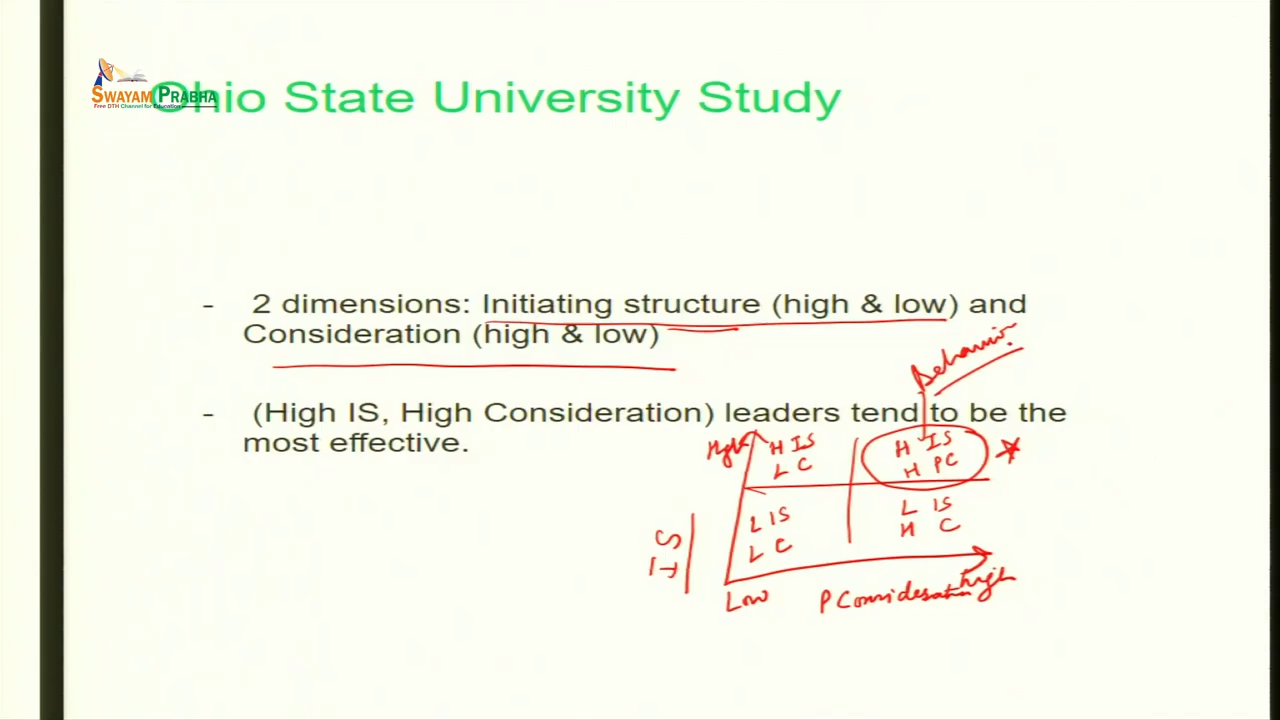 SWAYAM PRABHA
Free DTH Channel for Education
Ohio State University Study
- 2 dimensions: Initiating structure (high & low) and
Consideration (high & low)
Behavior
- (High IS, High Consideration) leaders tend to be the
most effective.
High
H IS
L C
H IS
H PC
L IS
L C
L IS
H C
IS
Low
P Consideration
high